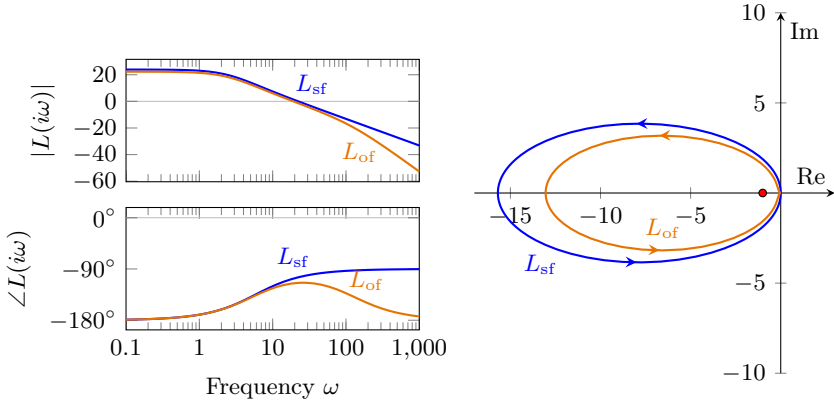 |L(iω)|
20
0
−20
−40
−60
L_sf
L_of
∠L(iω)
0°
−90°
−180°
L_sf
L_of
0.1 1 10 100 1,000
Frequency ω
10
Im
5
Re
−15 −10 −5
L_of
L_sf
−5
−10